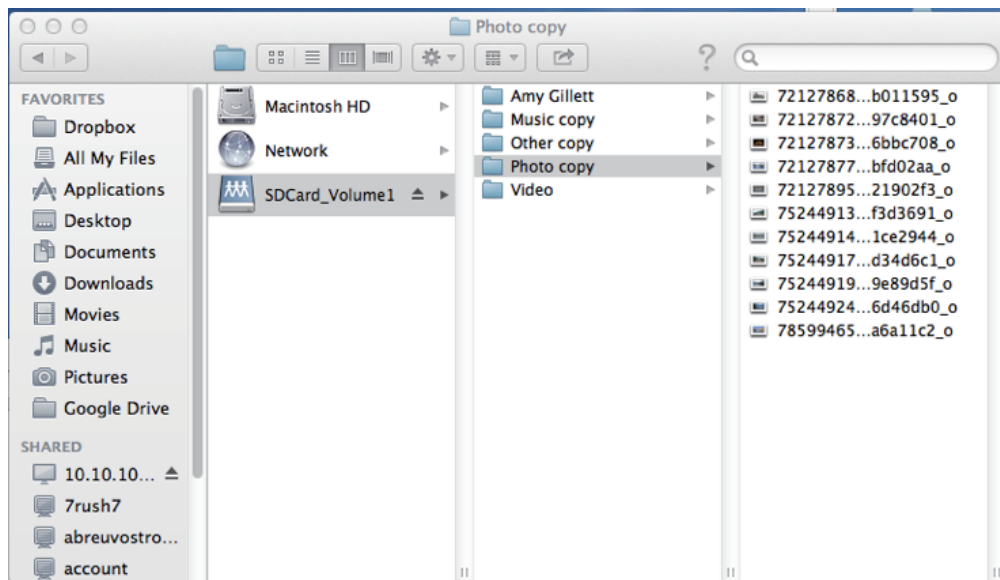 Photo copy
?
FAVORITES
Dropbox
All My Files
Applications
Desktop
Documents
Downloads
Movies
Music
Pictures
Google Drive
SHARED
10.10.10...
7rush7
abreuvostro...
account
Macintosh HD
Network
SDCard_Volume1
Amy Gillett
Music copy
Other copy
Photo copy
Video
72127868...b011595_o
72127872...97c8401_o
72127873...6bbc708_o
72127877...bfd02aa_o
72127895...21902f3_o
75244913...f3d3691_o
75244914...1ce2944_o
75244917...d34d6c1_o
75244919...9e89d5f_o
75244924...6d46db0_o
78599465...a6a11c2_o